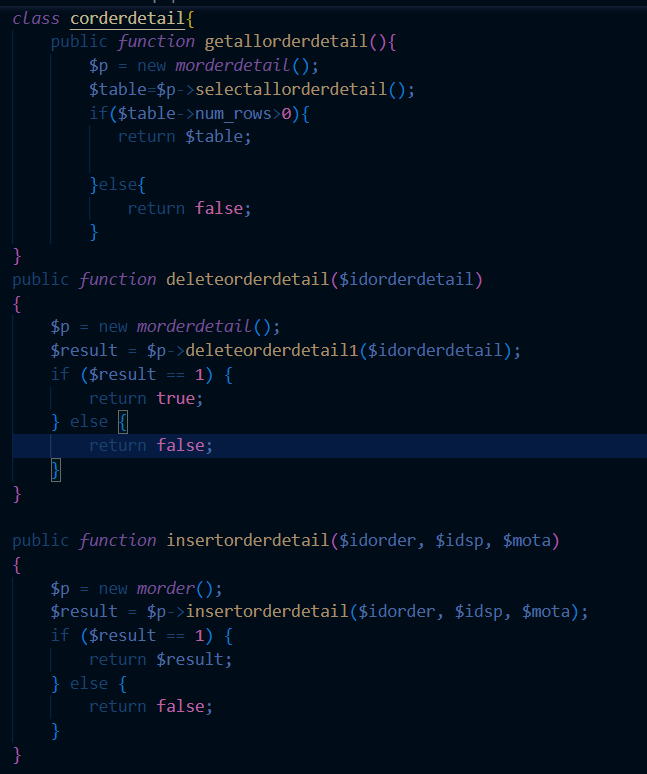 class corderdetail{
    public function getallorderdetail(){
        $p = new morderdetail();
        $table=$p->selectallorderdetail();
        if($table->num_rows>0){
           return $table;
        }else{
            return false;
        }
}
public function deleteorderdetail($idorderdetail)
{
    $p = new morderdetail();
    $result = $p->deleteorderdetail1($idorderdetail);
    if ($result == 1) {
        return true;
    } else {
        return false;
    }
}
public function insertorderdetail($idorder, $idsp, $mota)
{
    $p = new morder();
    $result = $p->insertorderdetail($idorder, $idsp, $mota);
    if ($result == 1) {
        return $result;
    } else {
        return false;
    }
}